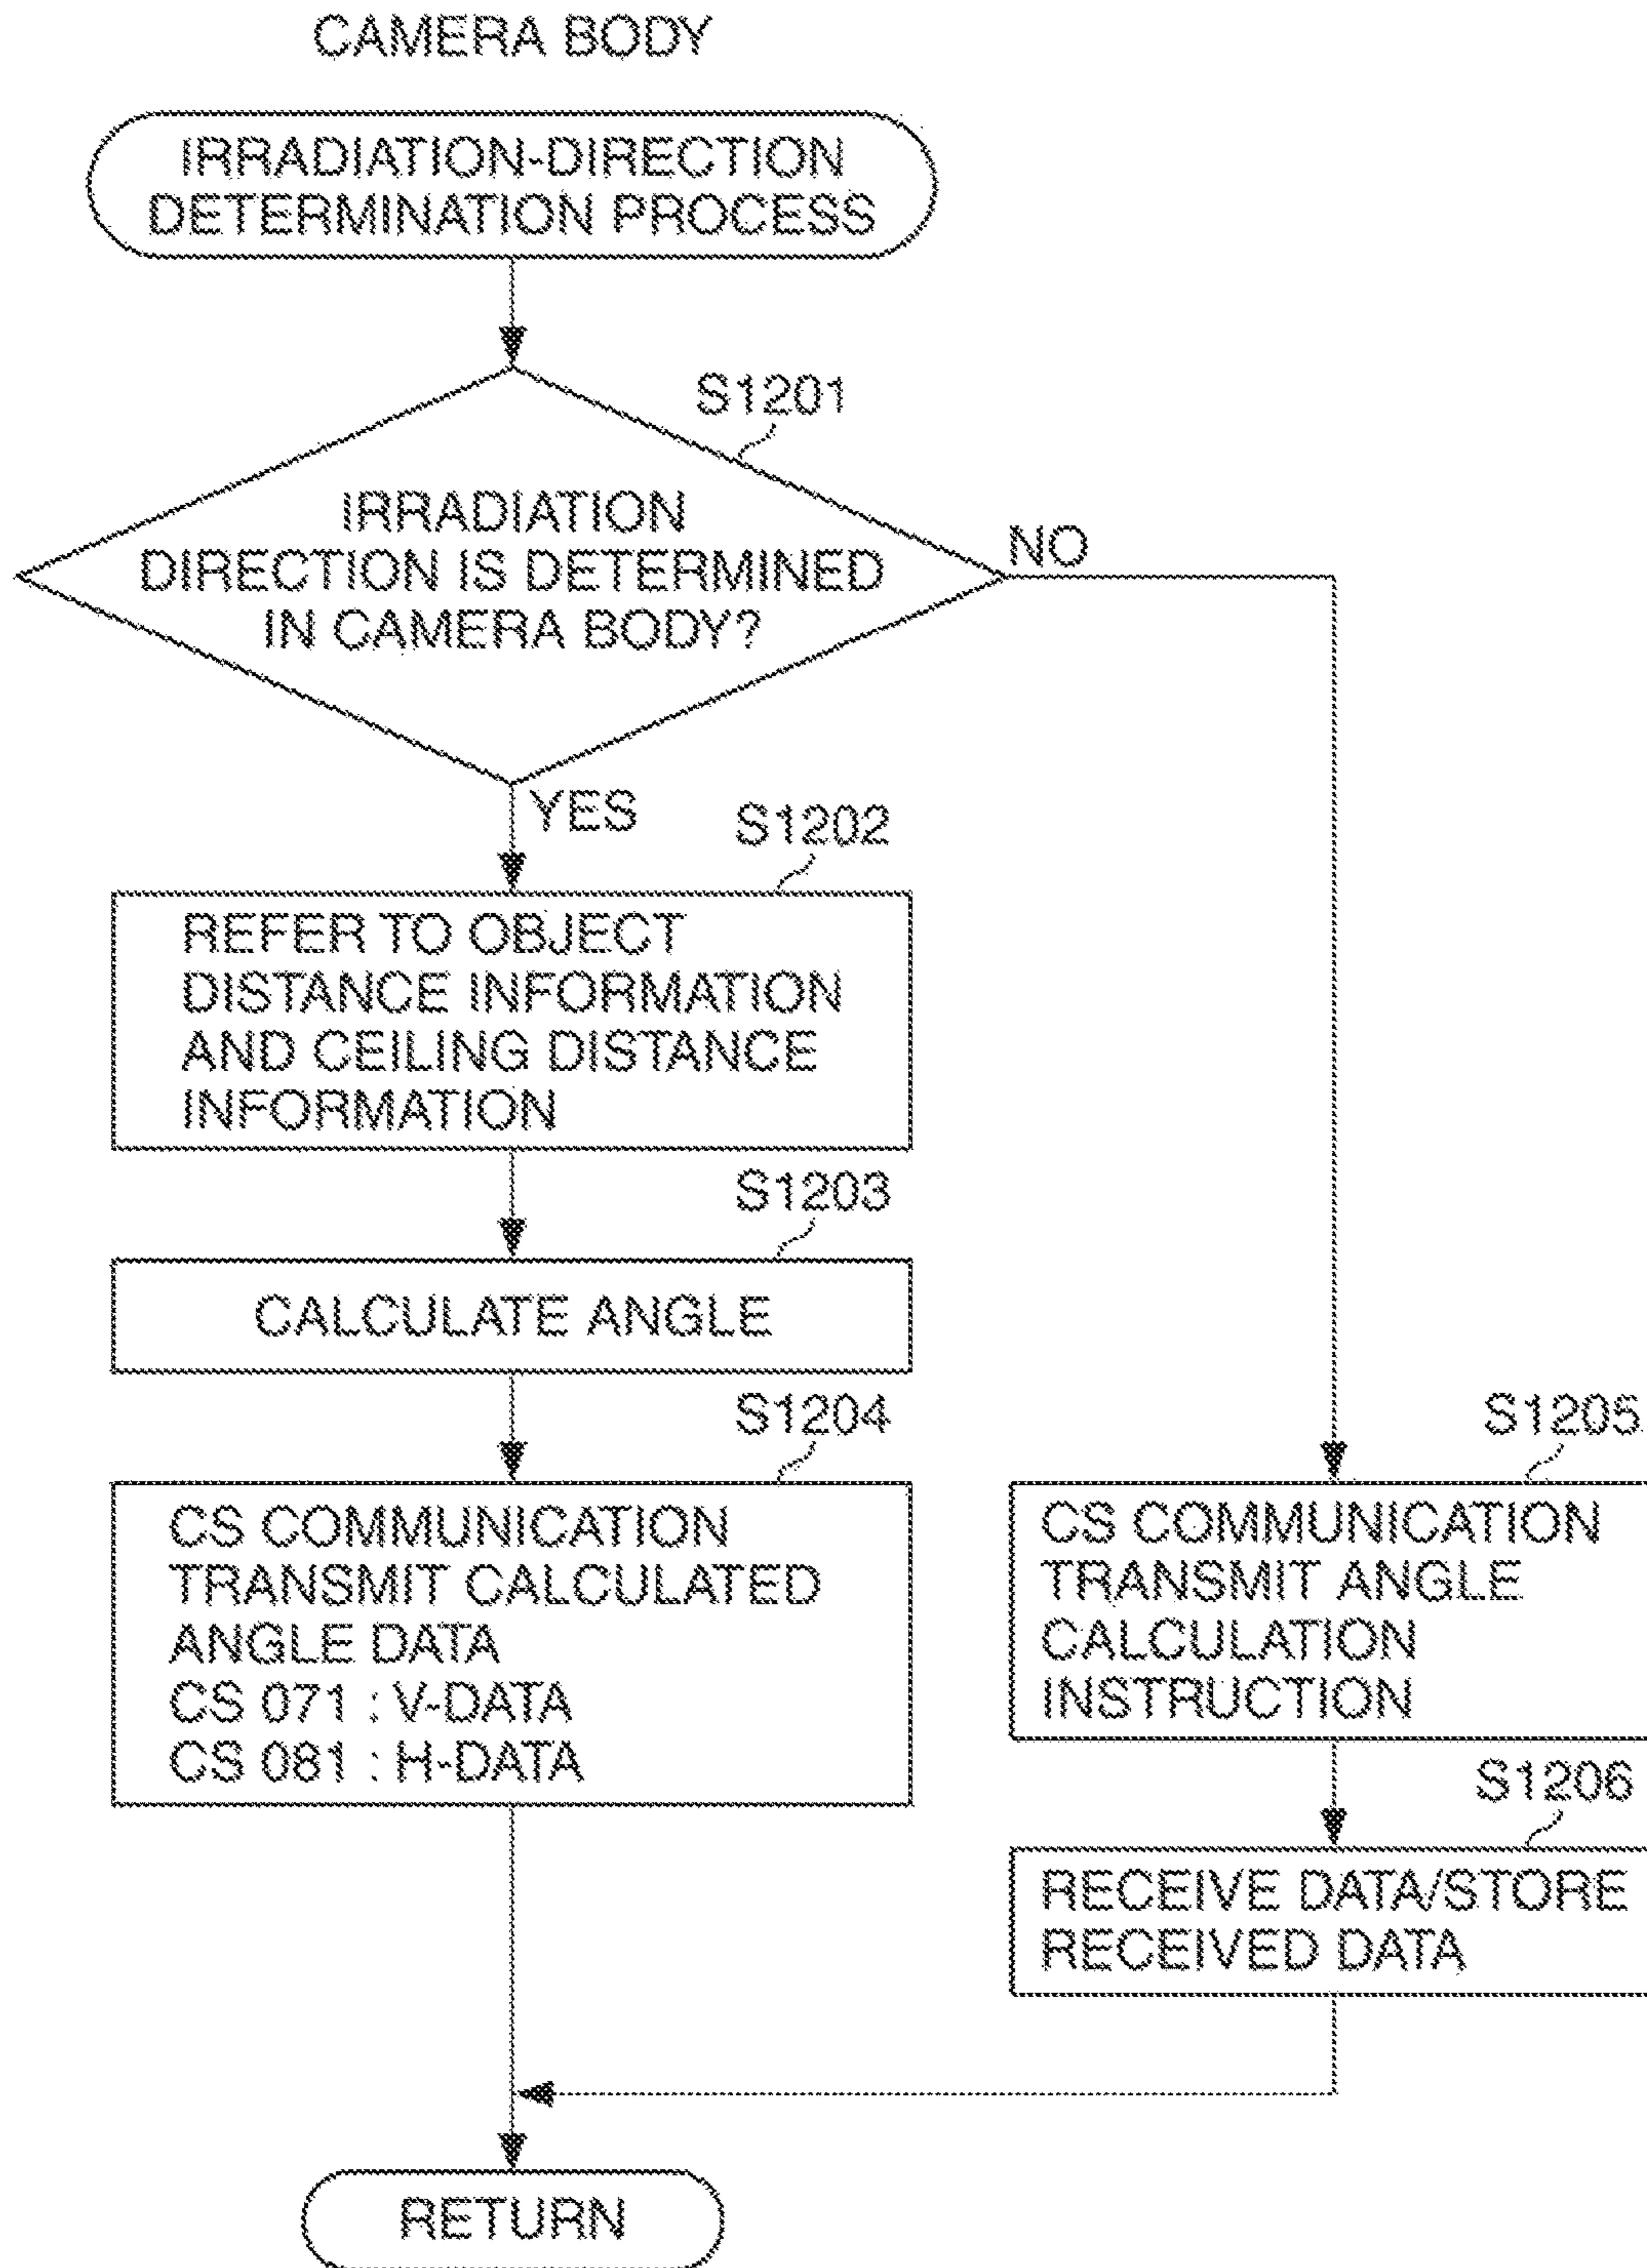 CAMERA BODY
IRRADIATION-DIRECTION
DETERMINATION PROCESS
S1201
IRRADIATION
DIRECTION IS DETERMINED
IN CAMERA BODY?
NO
YES
S1202
REFER TO OBJECT
DISTANCE INFORMATION
AND CEILING DISTANCE
INFORMATION
S1203
CALCULATE ANGLE
S1204
CS COMMUNICATION
TRANSMIT CALCULATED
ANGLE DATA
CS 071 : V-DATA
CS 081 : H-DATA
S1205
CS COMMUNICATION
TRANSMIT ANGLE
CALCULATION
INSTRUCTION
S1206
RECEIVE DATA/STORE
RECEIVED DATA
RETURN